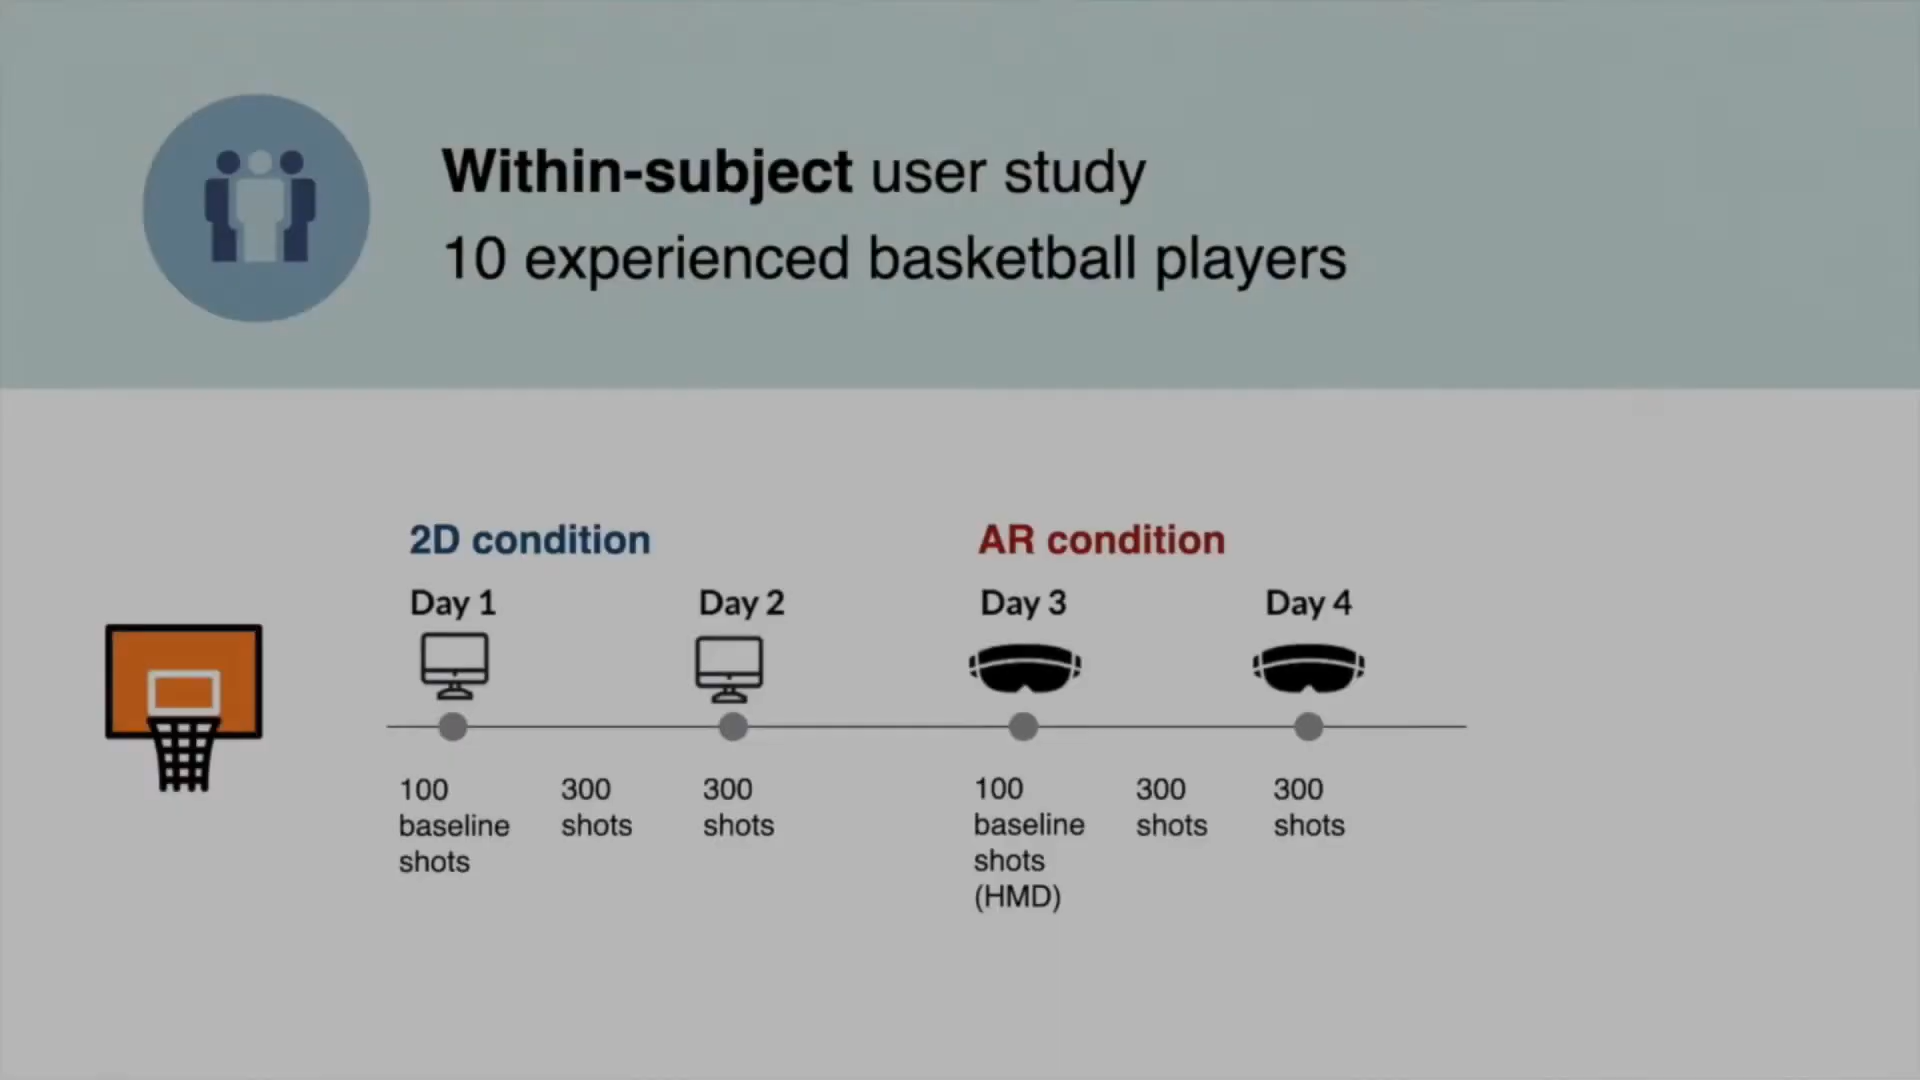 Within-subject user study
10 experienced basketball players
2D condition
AR condition
Day 1
Day 2
Day 3
Day 4
100
baseline
shots
300
shots
300
shots
100
baseline
shots
(HMD)
300
shots
300
shots